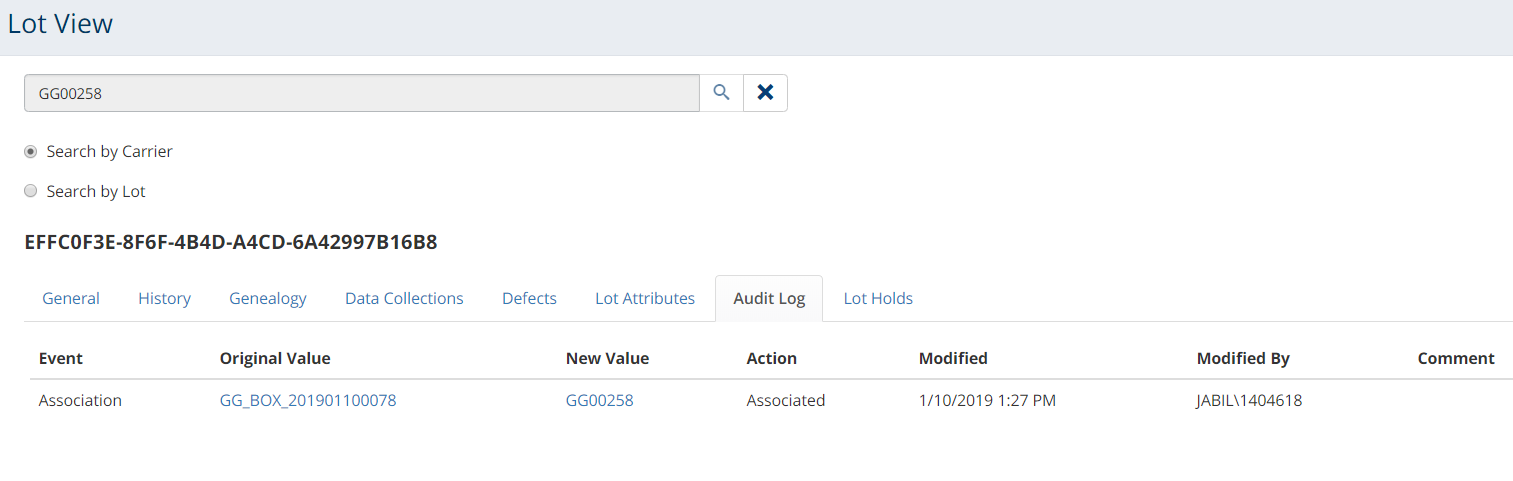 Lot View
GG00258
Search by Carrier
Search by Lot
EFFC0F3E-8F6F-4B4D-A4CD-6A42997B16B8
General History Genealogy Data Collections Defects Lot Attributes Audit Log Lot Holds
Event Original Value New Value Action Modified Modified By Comment
Association GG_BOX_201901100078 GG00258 Associated 1/10/2019 1:27 PM JABIL\1404618